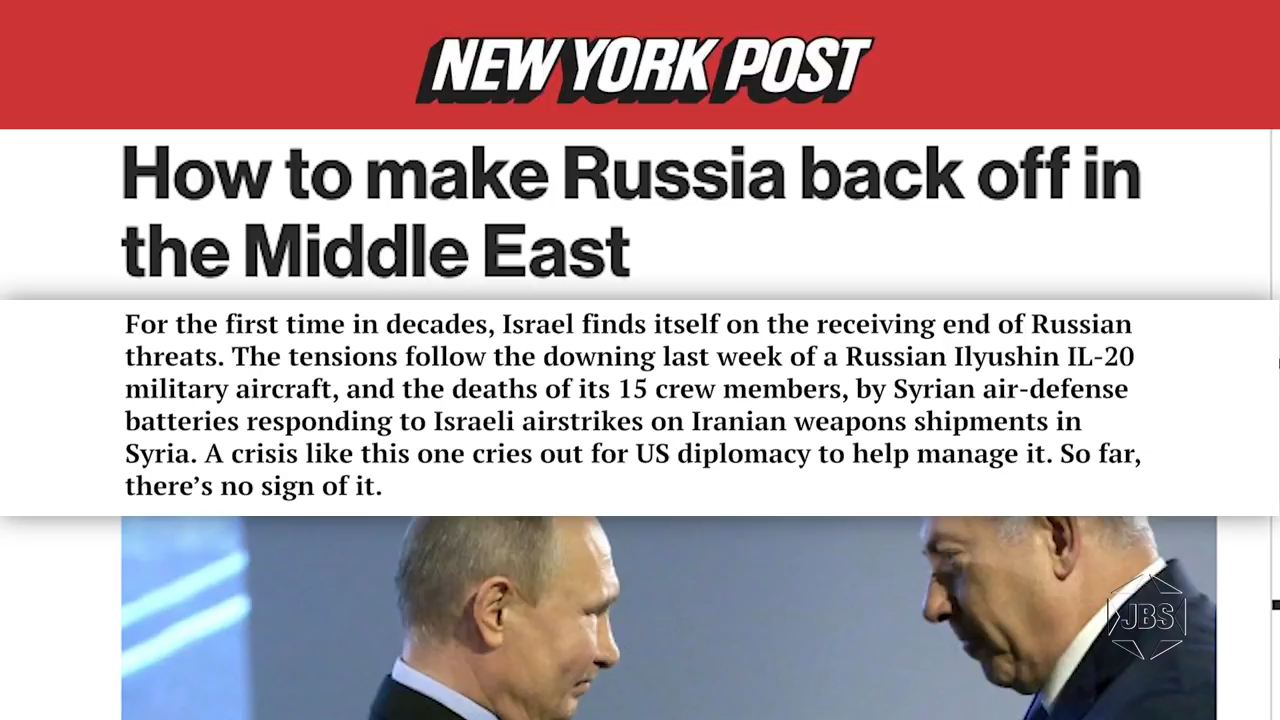 NEW YORK POST
How to make Russia back off in
the Middle East
For the first time in decades, Israel finds itself on the receiving end of Russian
threats. The tensions follow the downing last week of a Russian Ilyushin IL-20
military aircraft, and the deaths of its 15 crew members, by Syrian air-defense
batteries responding to Israeli airstrikes on Iranian weapons shipments in
Syria. A crisis like this one cries out for US diplomacy to help manage it. So far,
there’s no sign of it.
JBS